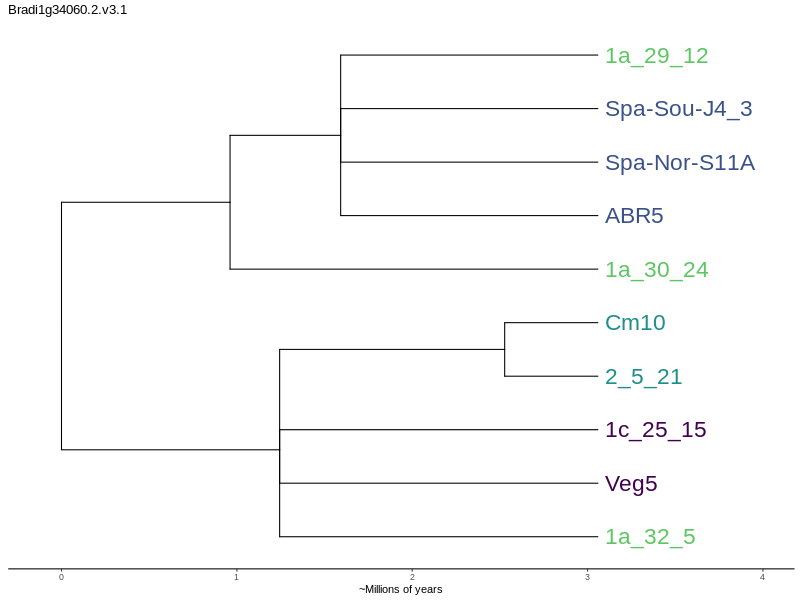 Bradi1g34060.2.v3.1
1a_29_12
Spa-Sou-J4_3
Spa-Nor-S11A
ABR5
1a_30_24
Cm10
2_5_21
1c_25_15
Veg5
1a_32_5
0 1 2 3 4
~Millions of years